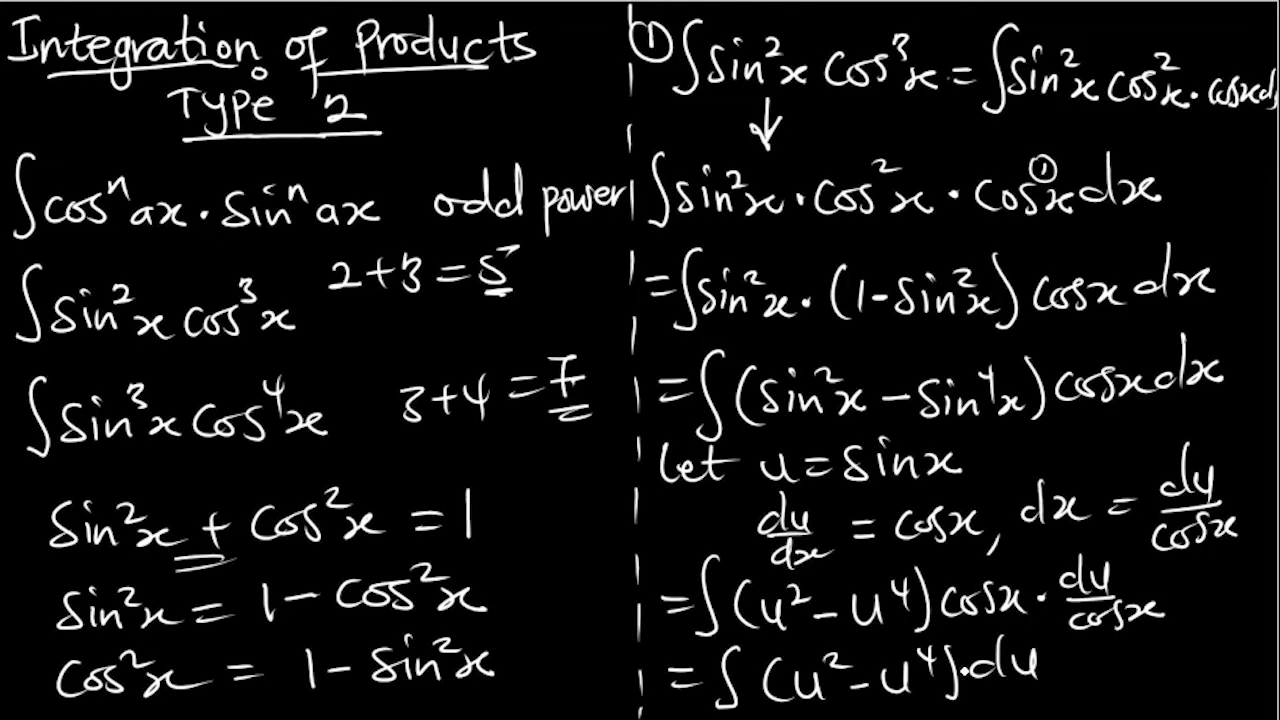 Integration of Products
Type 2
∫cosⁿax·sinⁿax odd power
∫sin²x cos³x 2+3=5
∫sin³x cos⁴x 3+4=7
sin²x + cos²x = 1
sin²x = 1 - cos²x
cos²x = 1 - sin²x
① ∫sin²x cos³x = ∫sin²x cos²x·cosxd
↓
∫sin²x·cos²x·cos①x dx
= ∫sin²x·(1-sin²x) cosx dx
= ∫(sin²x - sin⁴x) cosx dx
let u = sinx
du/dx = cosx, dx = du/cosx
= ∫(u² - u⁴) cosx·du/cosx
= ∫(u² - u⁴)·du